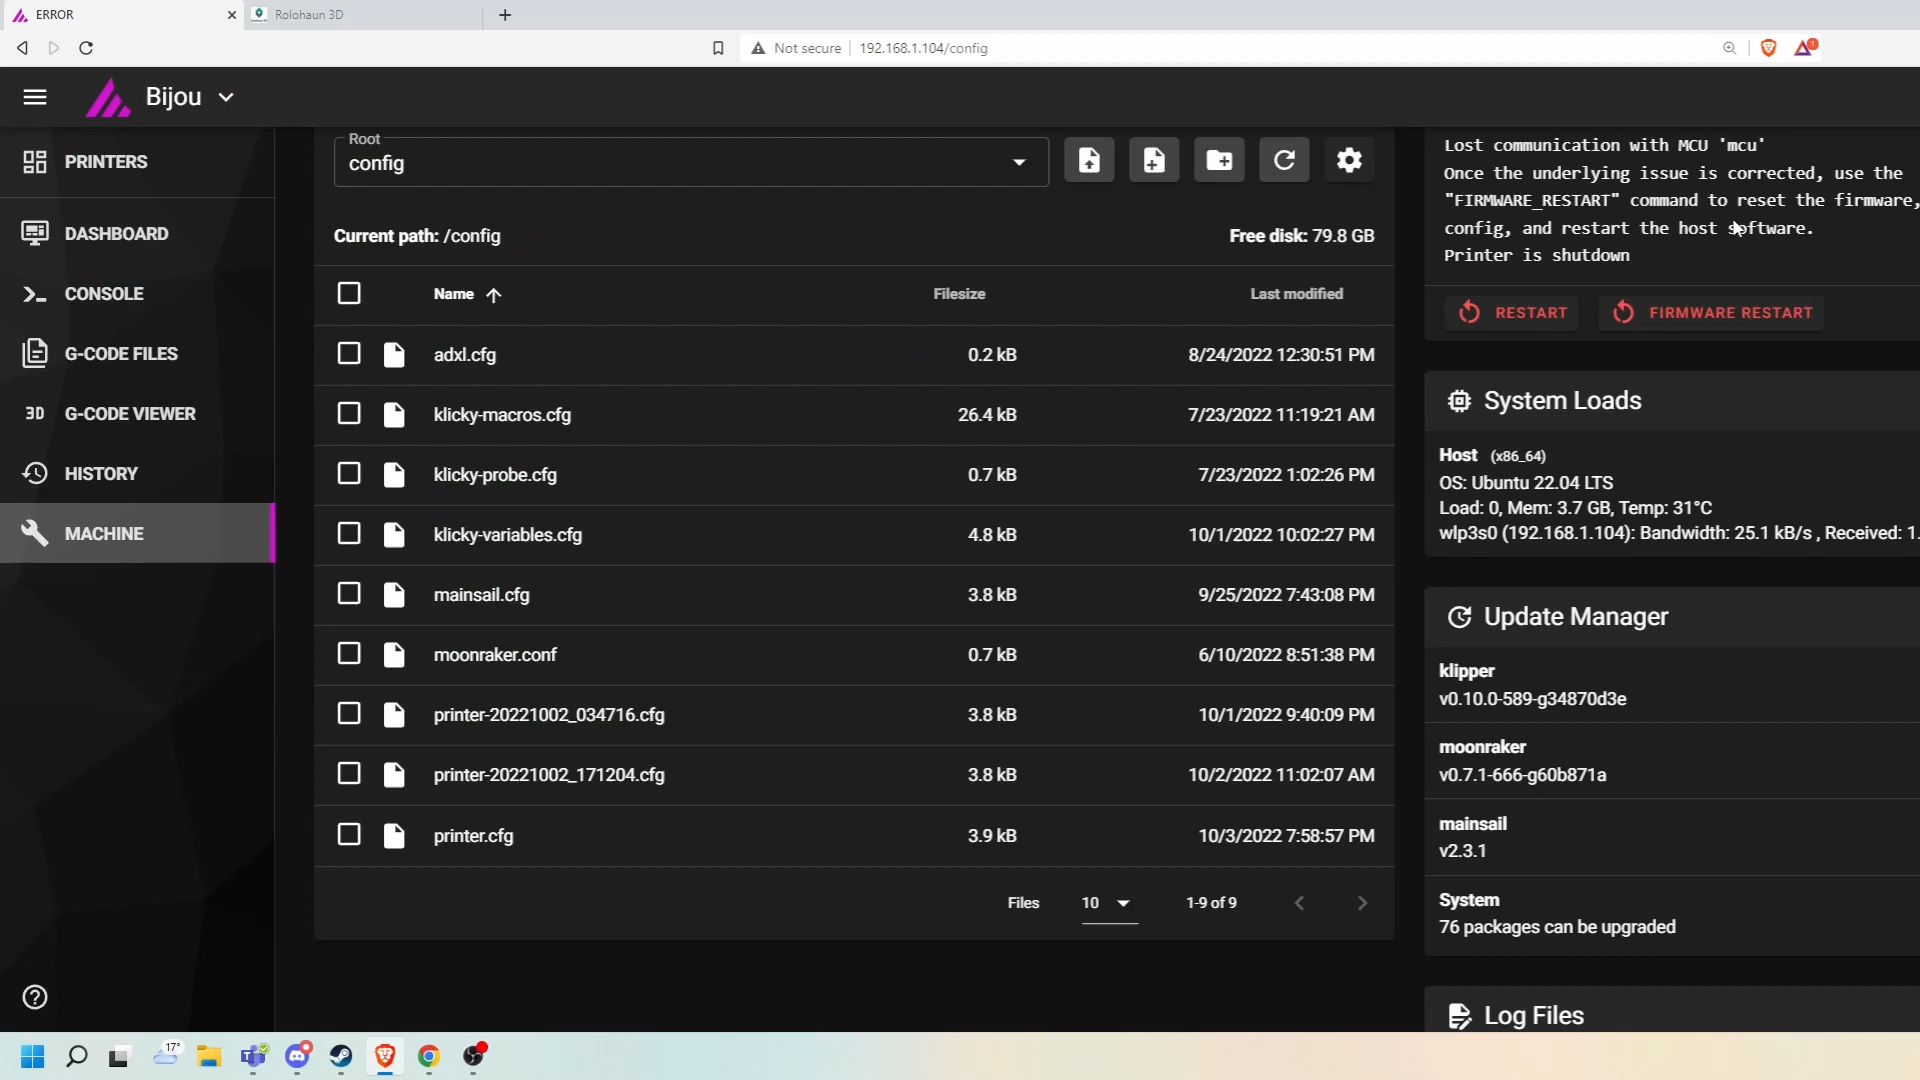 ERROR
Rolohaun 3D
Not secure
192.168.1.104/config
1
Bijou
PRINTERS
DASHBOARD
CONSOLE
G-CODE FILES
3D G-CODE VIEWER
HISTORY
MACHINE
Root
config
Current path: /config
Free disk: 79.8 GB
Name Filesize Last modified
adxl.cfg 0.2 kB 8/24/2022 12:30:51 PM
klicky-macros.cfg 26.4 kB 7/23/2022 11:19:21 AM
klicky-probe.cfg 0.7 kB 7/23/2022 1:02:26 PM
klicky-variables.cfg 4.8 kB 10/1/2022 10:02:27 PM
mainsail.cfg 3.8 kB 9/25/2022 7:43:08 PM
moonraker.conf 0.7 kB 6/10/2022 8:51:38 PM
printer-20221002_034716.cfg 3.8 kB 10/1/2022 9:40:09 PM
printer-20221002_171204.cfg 3.8 kB 10/2/2022 11:02:07 AM
printer.cfg 3.9 kB 10/3/2022 7:58:57 PM
Files 10 1-9 of 9
Lost communication with MCU 'mcu'
Once the underlying issue is corrected, use the
"FIRMWARE_RESTART" command to reset the firmware,
config, and restart the host software.
Printer is shutdown
RESTART FIRMWARE RESTART
System Loads
Host (x86_64)
OS: Ubuntu 22.04 LTS
Load: 0, Mem: 3.7 GB, Temp: 31°C
wlp3s0 (192.168.1.104): Bandwidth: 25.1 kB/s , Received: 1.
Update Manager
klipper
v0.10.0-589-g34870d3e
moonraker
v0.7.1-666-g60b871a
mainsail
v2.3.1
System
76 packages can be upgraded
Log Files
17°